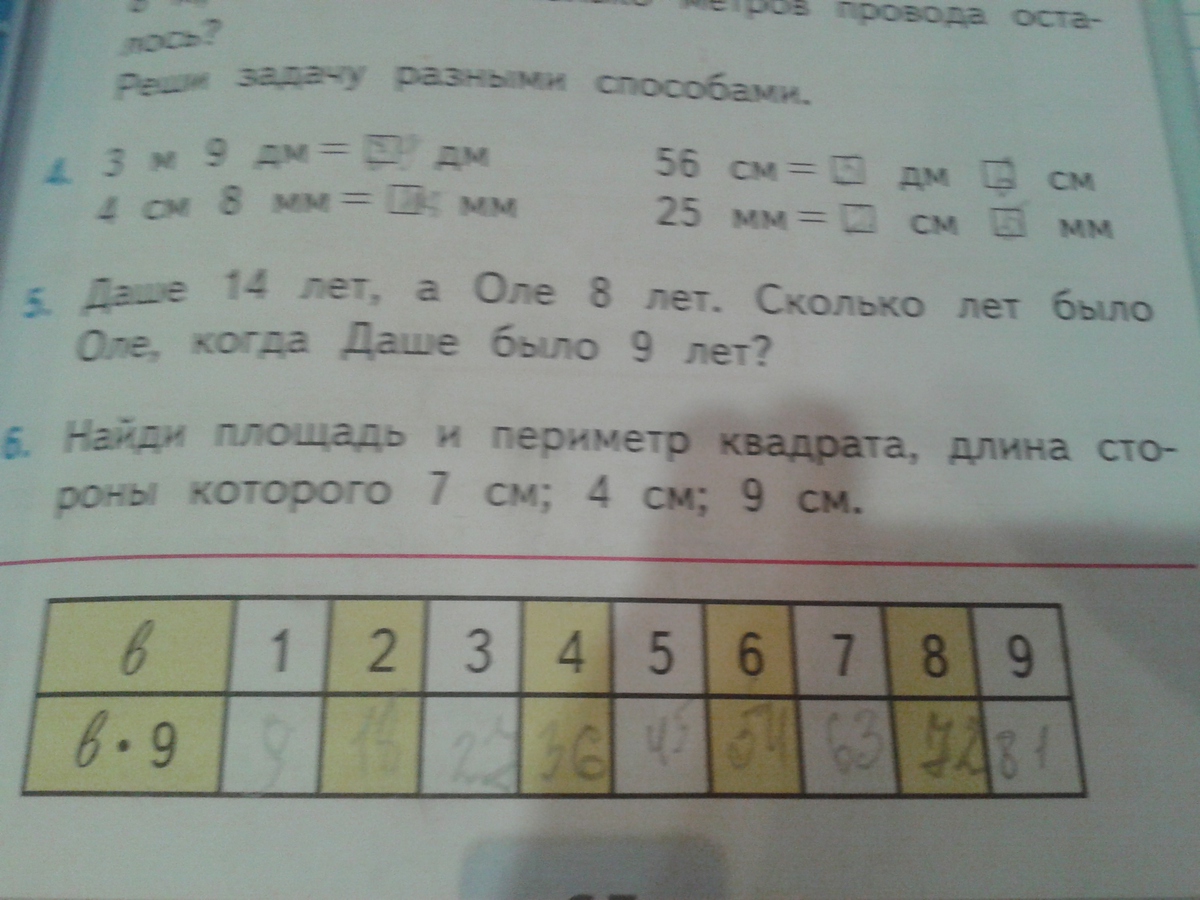 метров провода оста-
лось?
Реши задачу разными способами.
4. 3 м 9 дм = дм 56 см = 5 дм см
4 см 8 мм = мм 25 мм = 2 см 5 мм
5. Даше 14 лет, а Оле 8 лет. Сколько лет было
Оле, когда Даше было 9 лет?
6. Найди площадь и периметр квадрата, длина сто-
роны которого 7 см; 4 см; 9 см.
в 1 2 3 4 5 6 7 8 9
в · 9 9 18 27 36 45 54 63 72 81